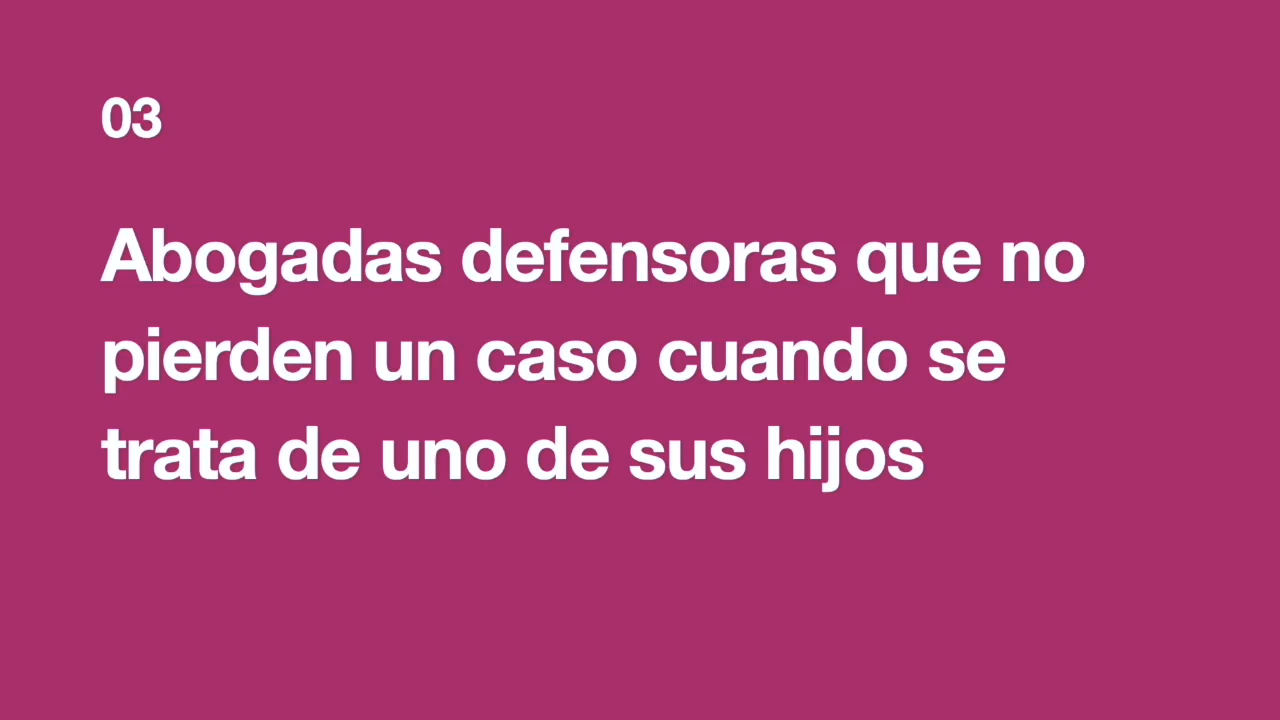 03
Abogadas defensoras que no
pierden un caso cuando se
trata de uno de sus hijos